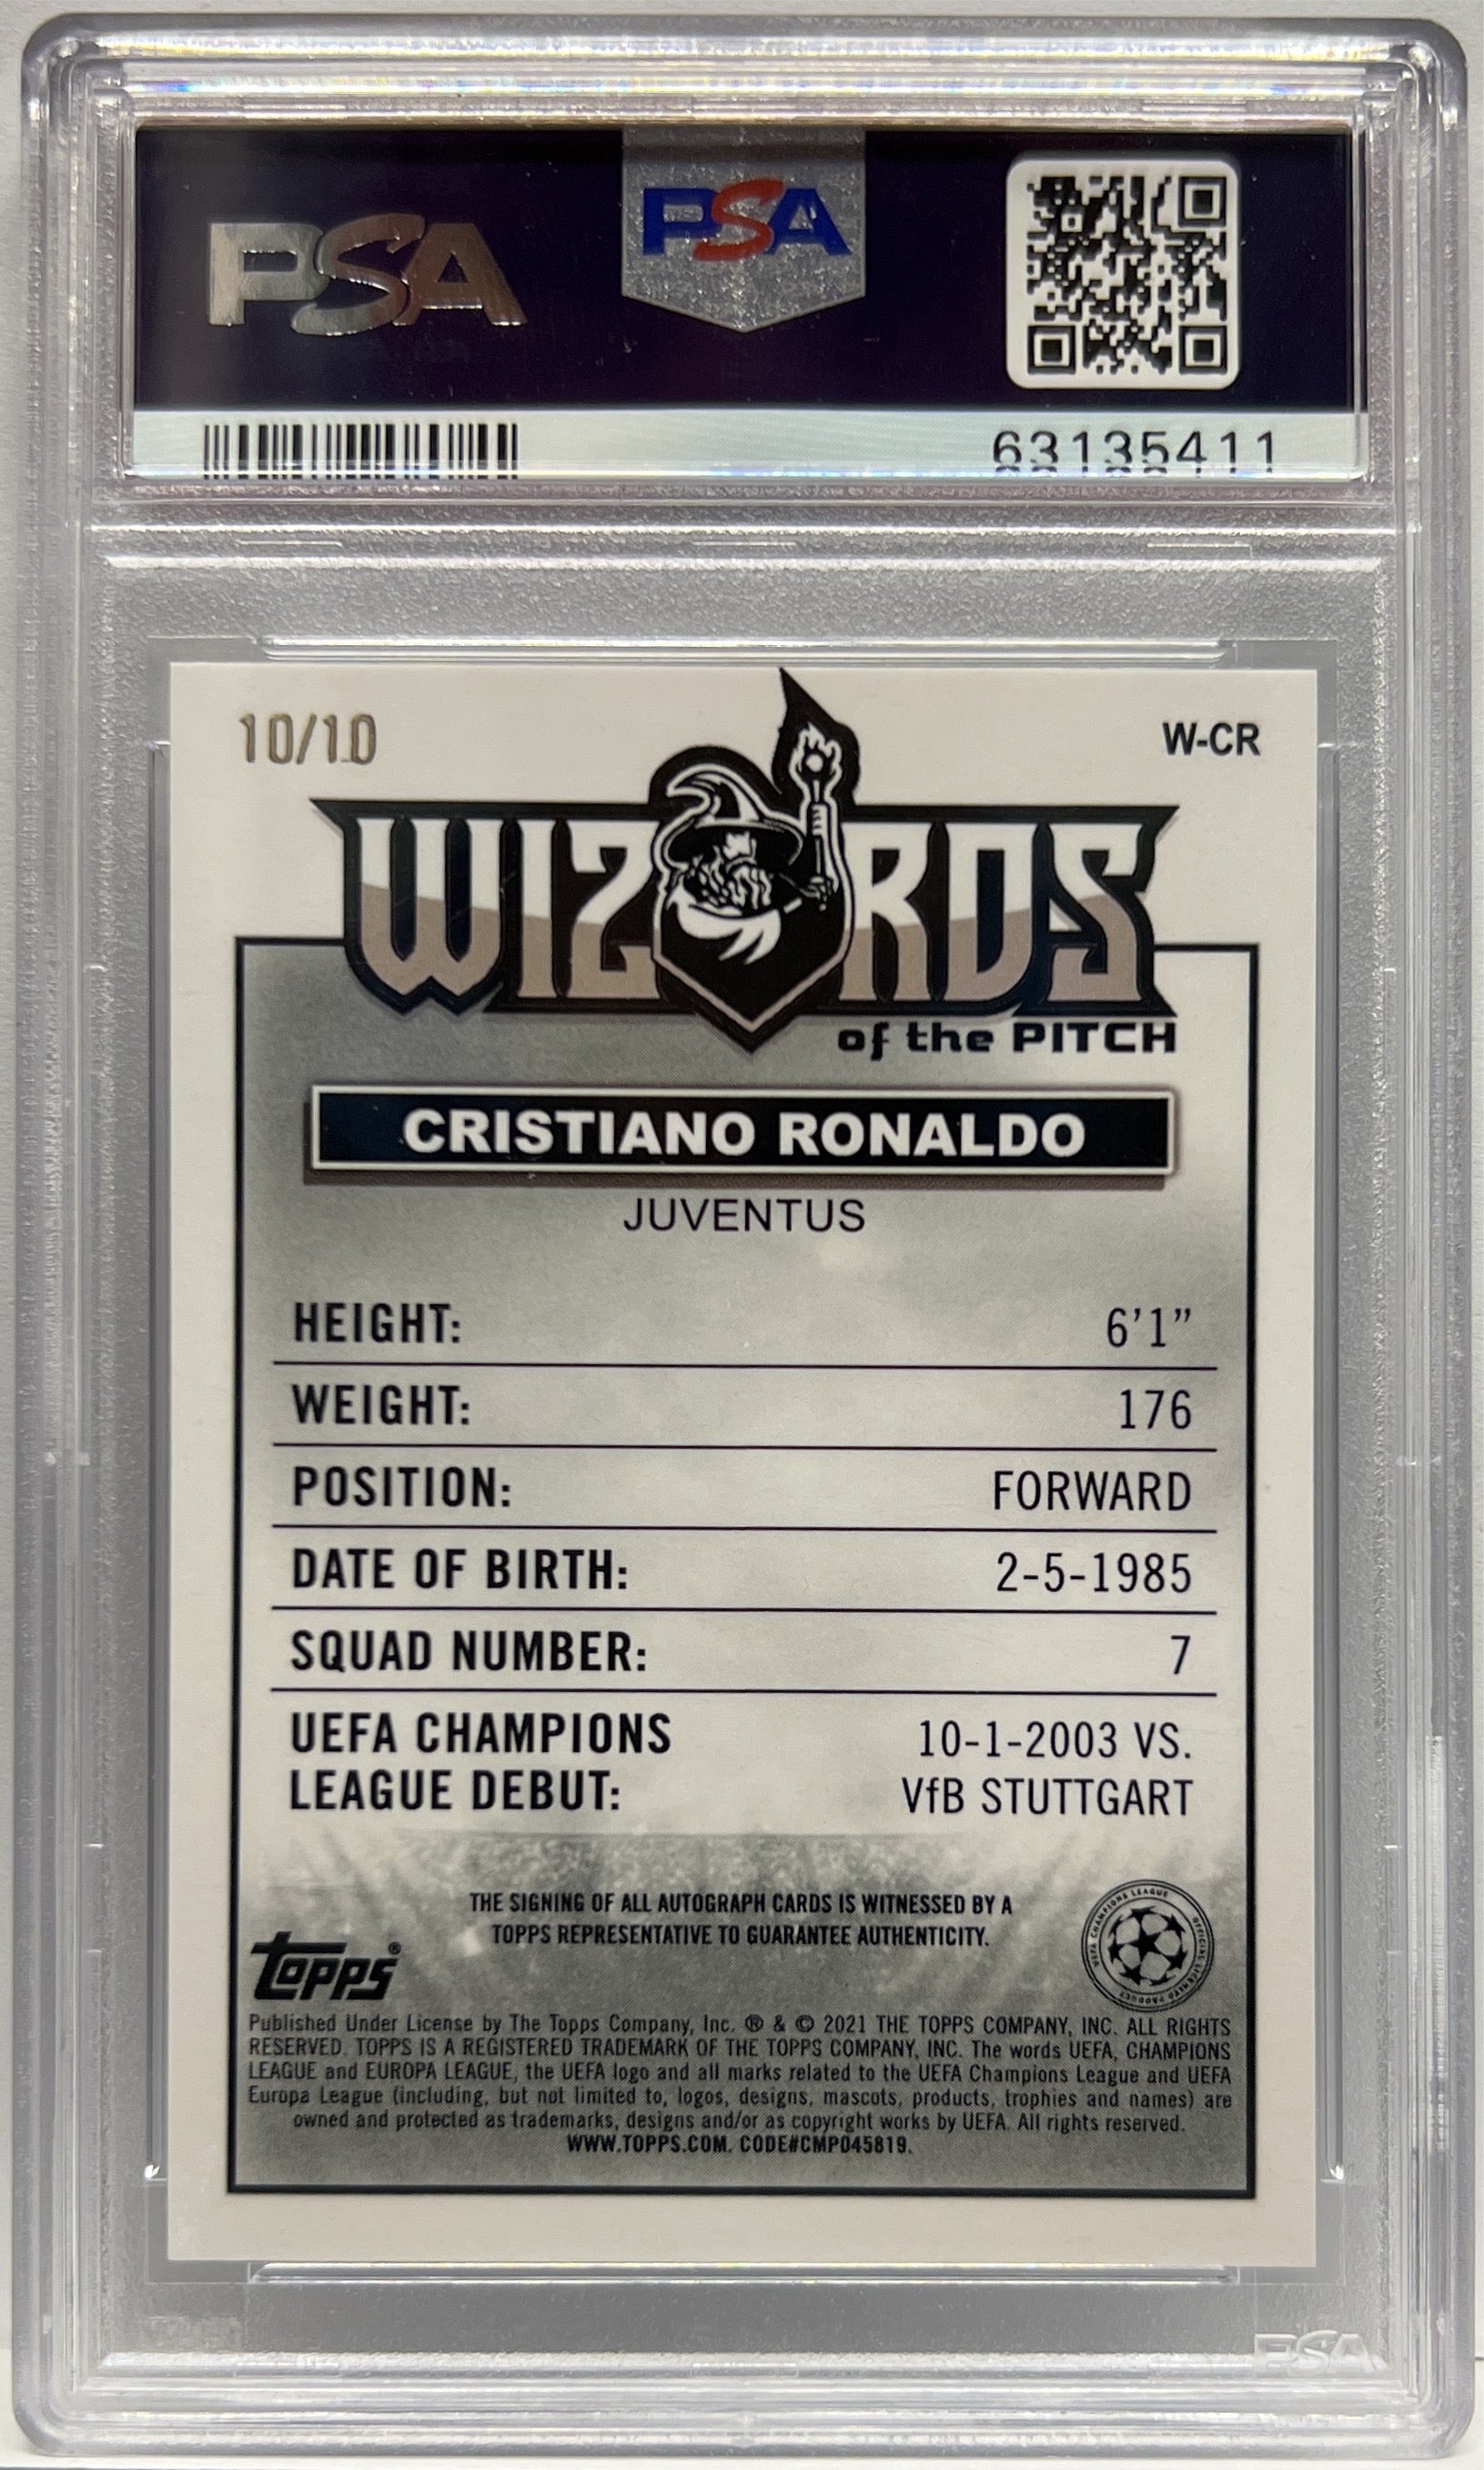 PSA
PSA
63135411
10/10
W-CR
WIZARDS
of the PITCH
CRISTIANO RONALDO
JUVENTUS
HEIGHT: 6'1"
WEIGHT: 176
POSITION: FORWARD
DATE OF BIRTH: 2-5-1985
SQUAD NUMBER: 7
UEFA CHAMPIONS 10-1-2003 VS.
LEAGUE DEBUT: VfB STUTTGART
THE SIGNING OF ALL AUTOGRAPH CARDS IS WITNESSED BY A
TOPPS REPRESENTATIVE TO GUARANTEE AUTHENTICITY.
topps®
UEFA CHAMPIONS LEAGUE OFFICIAL LICENSED PRODUCT
Published Under License by The Topps Company, Inc. ® & © 2021 THE TOPPS COMPANY, INC. ALL RIGHTS
RESERVED. TOPPS IS A REGISTERED TRADEMARK OF THE TOPPS COMPANY, INC. The words UEFA, CHAMPIONS
LEAGUE and EUROPA LEAGUE, the UEFA logo and all marks related to the UEFA Champions League and UEFA
Europa League (including, but not limited to, logos, designs, mascots, products, trophies and names) are
owned and protected as trademarks, designs and/or as copyright works by UEFA. All rights reserved.
WWW.TOPPS.COM. CODE#CMP045819.
PSA